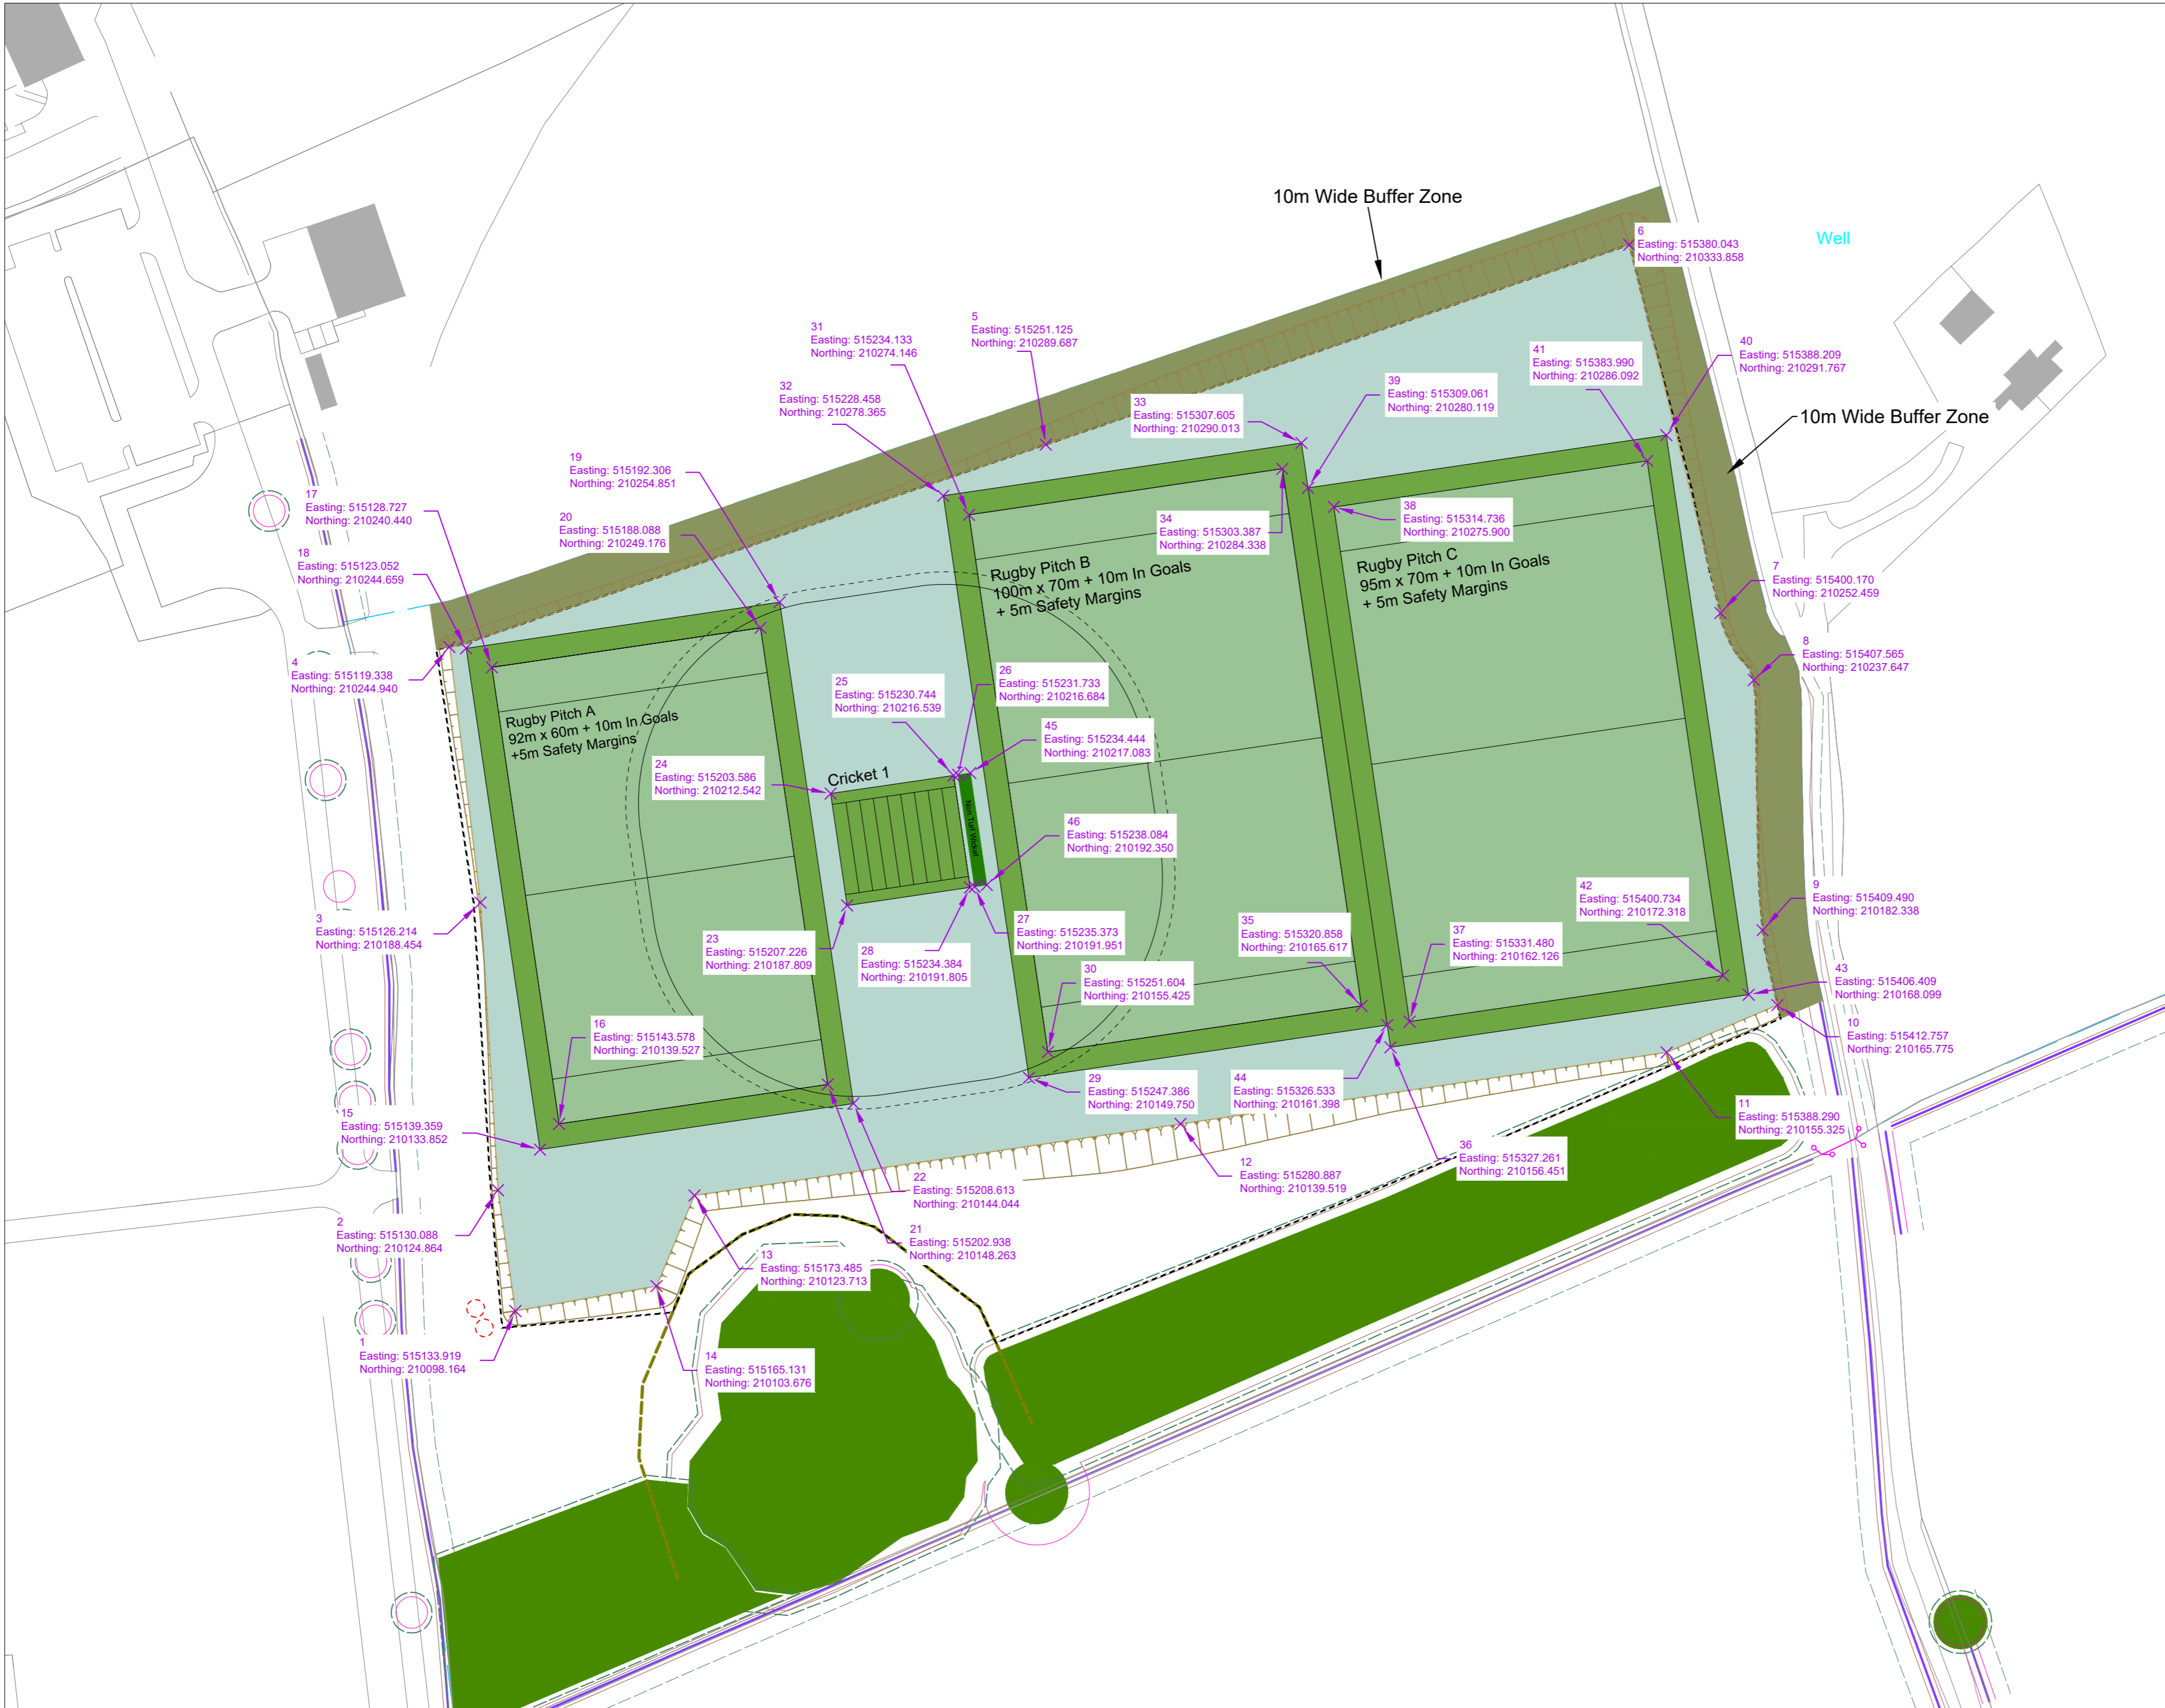 10m Wide Buffer Zone
6
Easting: 515380.043
Northing: 210333.858
Well
31
Easting: 515234.133
Northing: 210274.146
5
Easting: 515251.125
Northing: 210289.687
41
Easting: 515383.990
Northing: 210286.092
40
Easting: 515388.209
Northing: 210291.767
32
Easting: 515228.458
Northing: 210278.365
33
Easting: 515307.605
Northing: 210290.013
39
Easting: 515309.061
Northing: 210280.119
10m Wide Buffer Zone
19
Easting: 515192.306
Northing: 210254.851
17
Easting: 515128.727
Northing: 210240.440
20
Easting: 515188.088
Northing: 210249.176
34
Easting: 515303.387
Northing: 210284.338
38
Easting: 515314.736
Northing: 210275.900
18
Easting: 515123.052
Northing: 210244.659
Rugby Pitch B
100m x 70m + 10m In Goals
+ 5m Safety Margins
Rugby Pitch C
95m x 70m + 10m In Goals
+ 5m Safety Margins
7
Easting: 515400.170
Northing: 210252.459
8
Easting: 515407.565
Northing: 210237.647
4
Easting: 515119.338
Northing: 210244.940
25
Easting: 515230.744
Northing: 210216.539
26
Easting: 515231.733
Northing: 210216.684
Rugby Pitch A
92m x 60m + 10m In Goals
+5m Safety Margins
45
Easting: 515234.444
Northing: 210217.083
24
Easting: 515203.586
Northing: 210212.542
Cricket 1
Non Turf Wicket
46
Easting: 515238.084
Northing: 210192.350
42
Easting: 515400.734
Northing: 210172.318
9
Easting: 515409.490
Northing: 210182.338
3
Easting: 515126.214
Northing: 210188.454
23
Easting: 515207.226
Northing: 210187.809
28
Easting: 515234.384
Northing: 210191.805
27
Easting: 515235.373
Northing: 210191.951
35
Easting: 515320.858
Northing: 210165.617
37
Easting: 515331.480
Northing: 210162.126
30
Easting: 515251.604
Northing: 210155.425
43
Easting: 515406.409
Northing: 210168.099
16
Easting: 515143.578
Northing: 210139.527
10
Easting: 515412.757
Northing: 210165.775
29
Easting: 515247.386
Northing: 210149.750
44
Easting: 515326.533
Northing: 210161.398
15
Easting: 515139.359
Northing: 210133.852
11
Easting: 515388.290
Northing: 210155.325
36
Easting: 515327.261
Northing: 210156.451
12
Easting: 515280.887
Northing: 210139.519
22
Easting: 515208.613
Northing: 210144.044
2
Easting: 515130.088
Northing: 210124.864
21
Easting: 515202.938
Northing: 210148.263
13
Easting: 515173.485
Northing: 210123.713
1
Easting: 515133.919
Northing: 210098.164
14
Easting: 515165.131
Northing: 210103.676